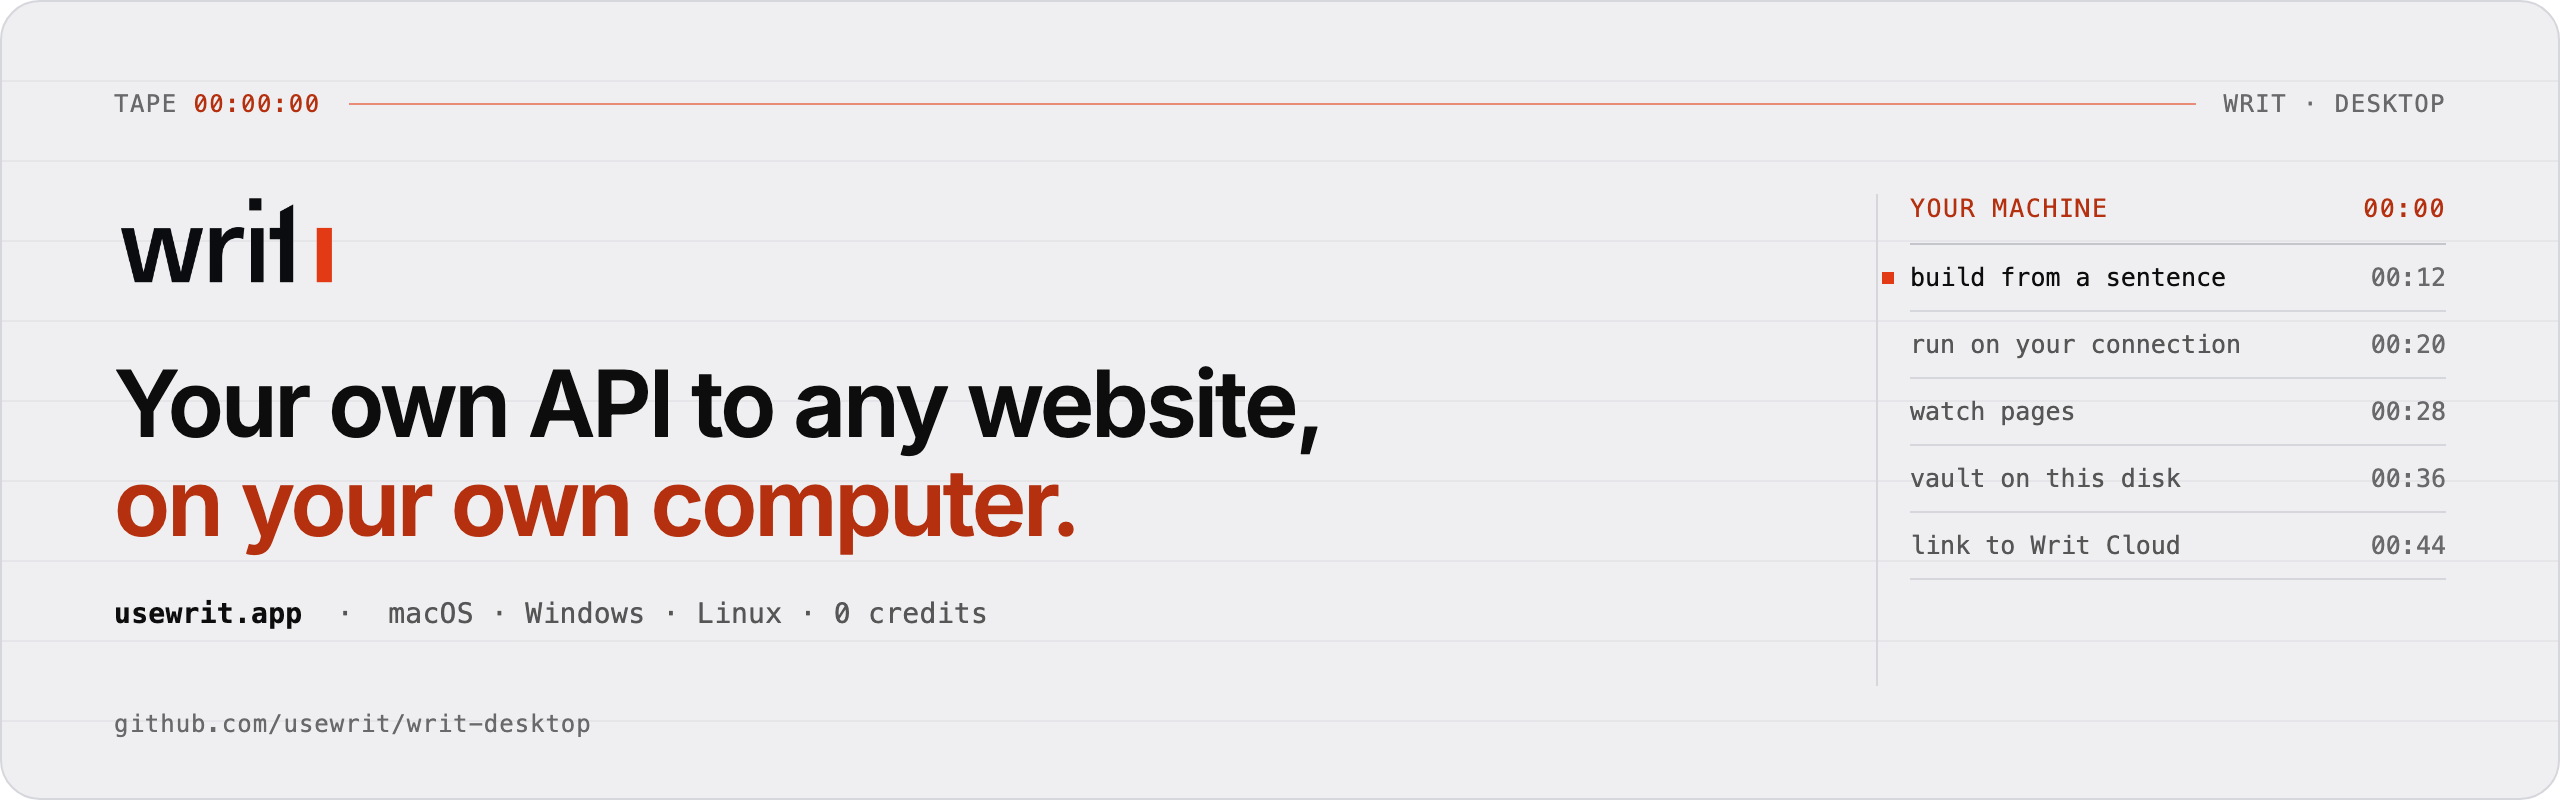 TAPE 00:00:00
WRIT · DESKTOP
writ
Your own API to any website,
on your own computer.
usewrit.app · macOS · Windows · Linux · 0 credits
github.com/usewrit/writ-desktop
YOUR MACHINE 00:00
build from a sentence 00:12
run on your connection 00:20
watch pages 00:28
vault on this disk 00:36
link to Writ Cloud 00:44